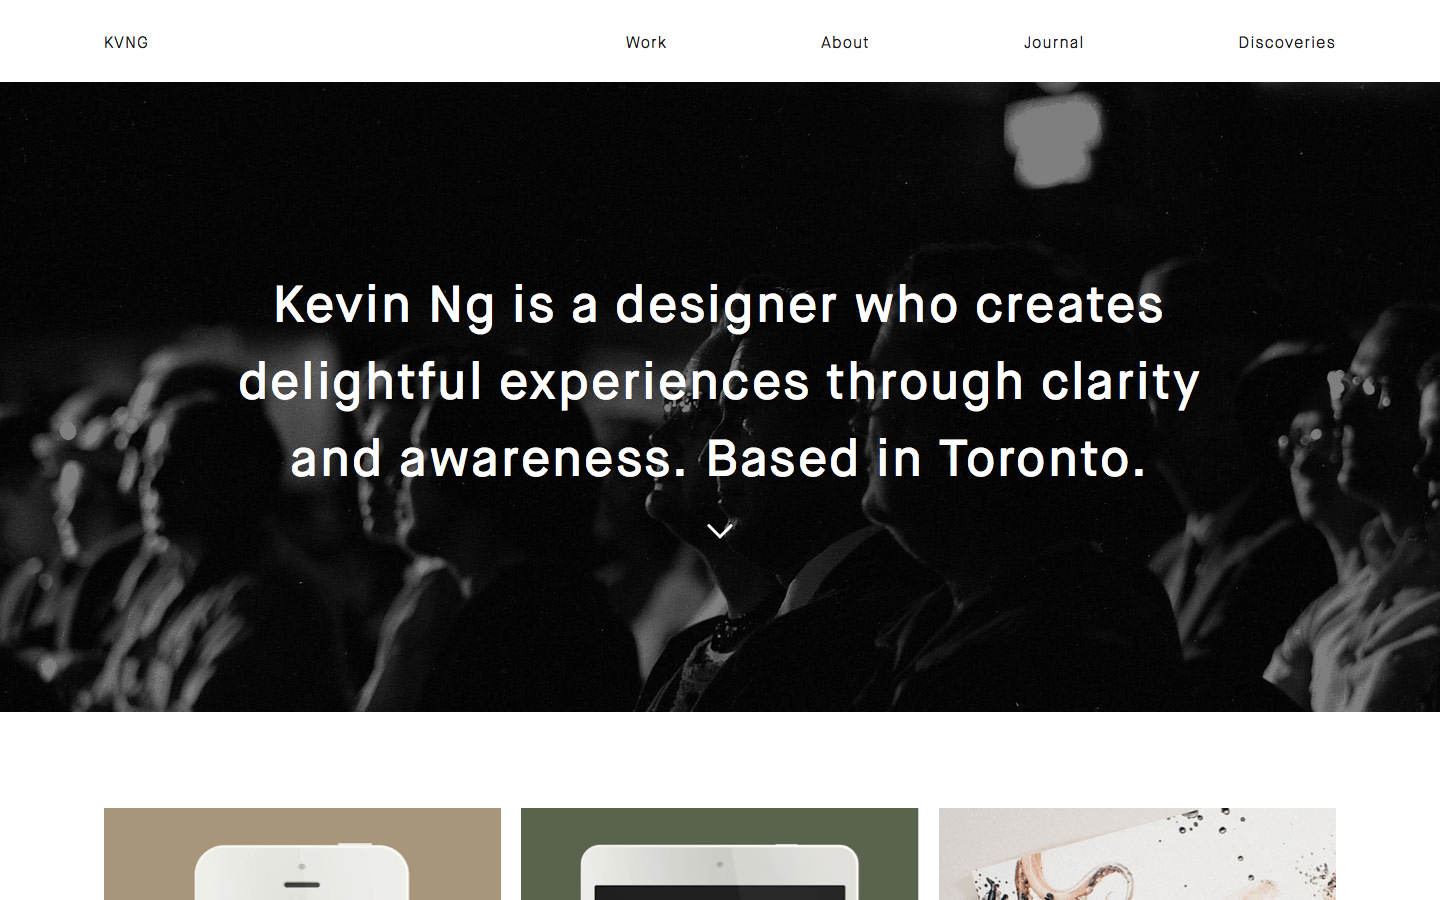 KVNG
Work
About
Journal
Discoveries
Kevin Ng is a designer who creates
delightful experiences through clarity
and awareness. Based in Toronto.